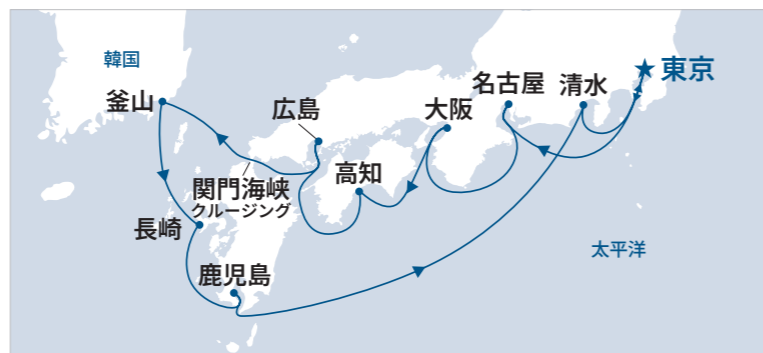 韓国
東京
釜山
広島
大阪
名古屋
清水
高知
関門海峡
クルージング
長崎
鹿児島
太平洋